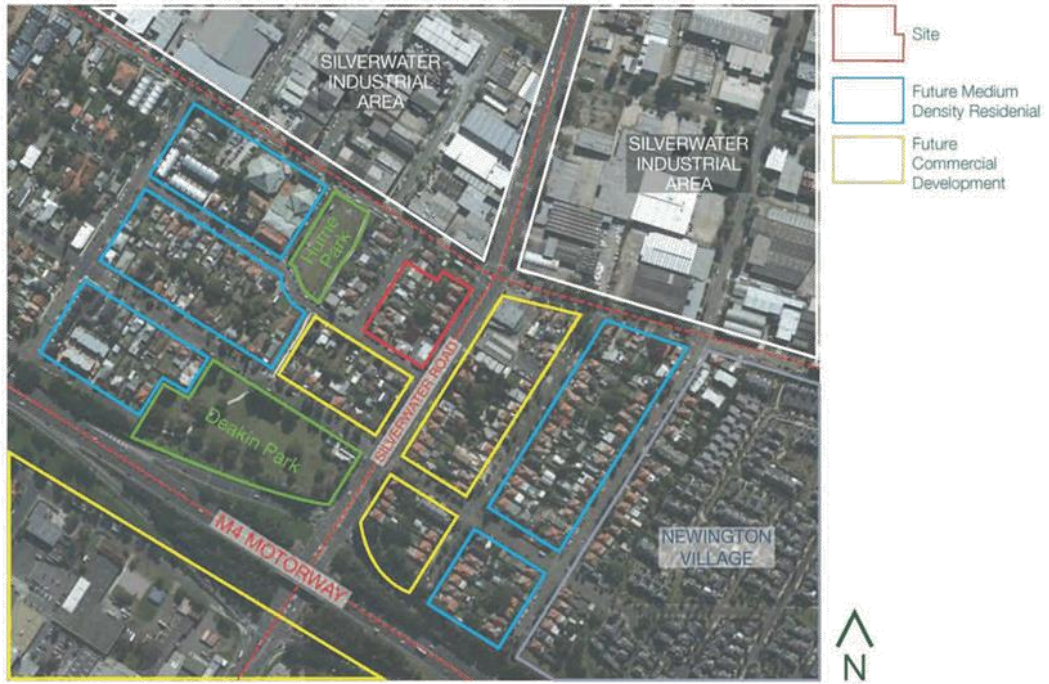 SILVERWATER
INDUSTRIAL
AREA
SILVERWATER
INDUSTRIAL
AREA
Hume
Park
Deakin Park
SILVERWATER ROAD
M4 MOTORWAY
NEWINGTON
VILLAGE
Site
Future Medium
Density Residenial
Future
Commercial
Development
N